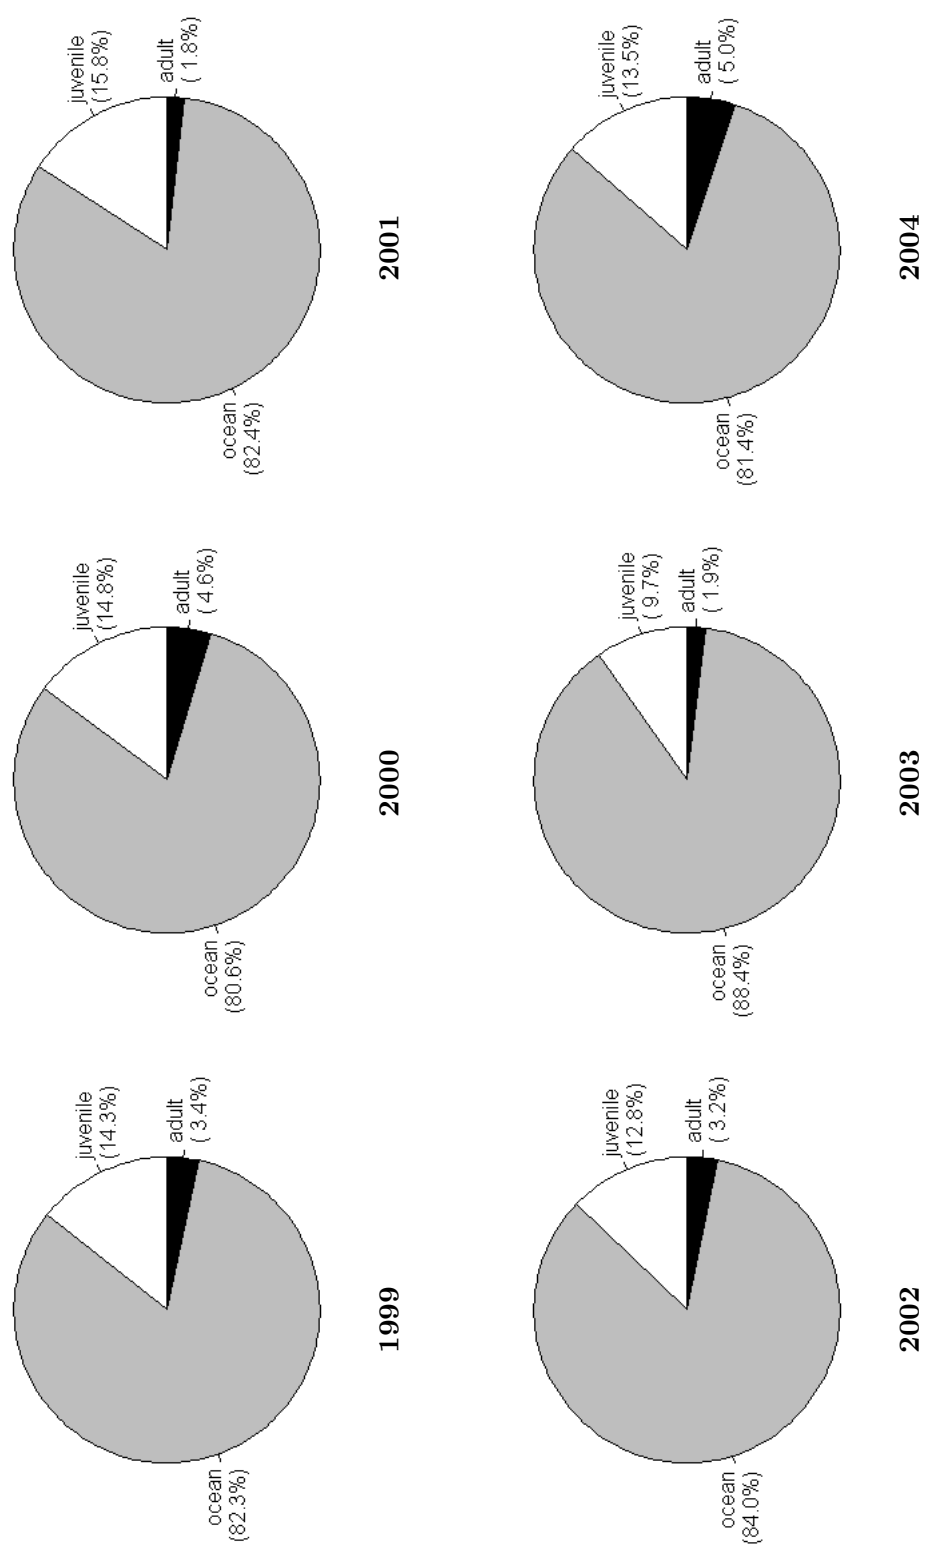 juvenile
(14.3%)
adult
( 3.4%)
ocean
(82.3%)
1999
juvenile
(14.8%)
adult
( 4.6%)
ocean
(80.6%)
2000
juvenile
(15.8%)
adult
( 1.8%)
ocean
(82.4%)
2001
juvenile
(12.8%)
adult
( 3.2%)
ocean
(84.0%)
2002
juvenile
( 9.7%)
adult
( 1.9%)
ocean
(88.4%)
2003
juvenile
(13.5%)
adult
( 5.0%)
ocean
(81.4%)
2004